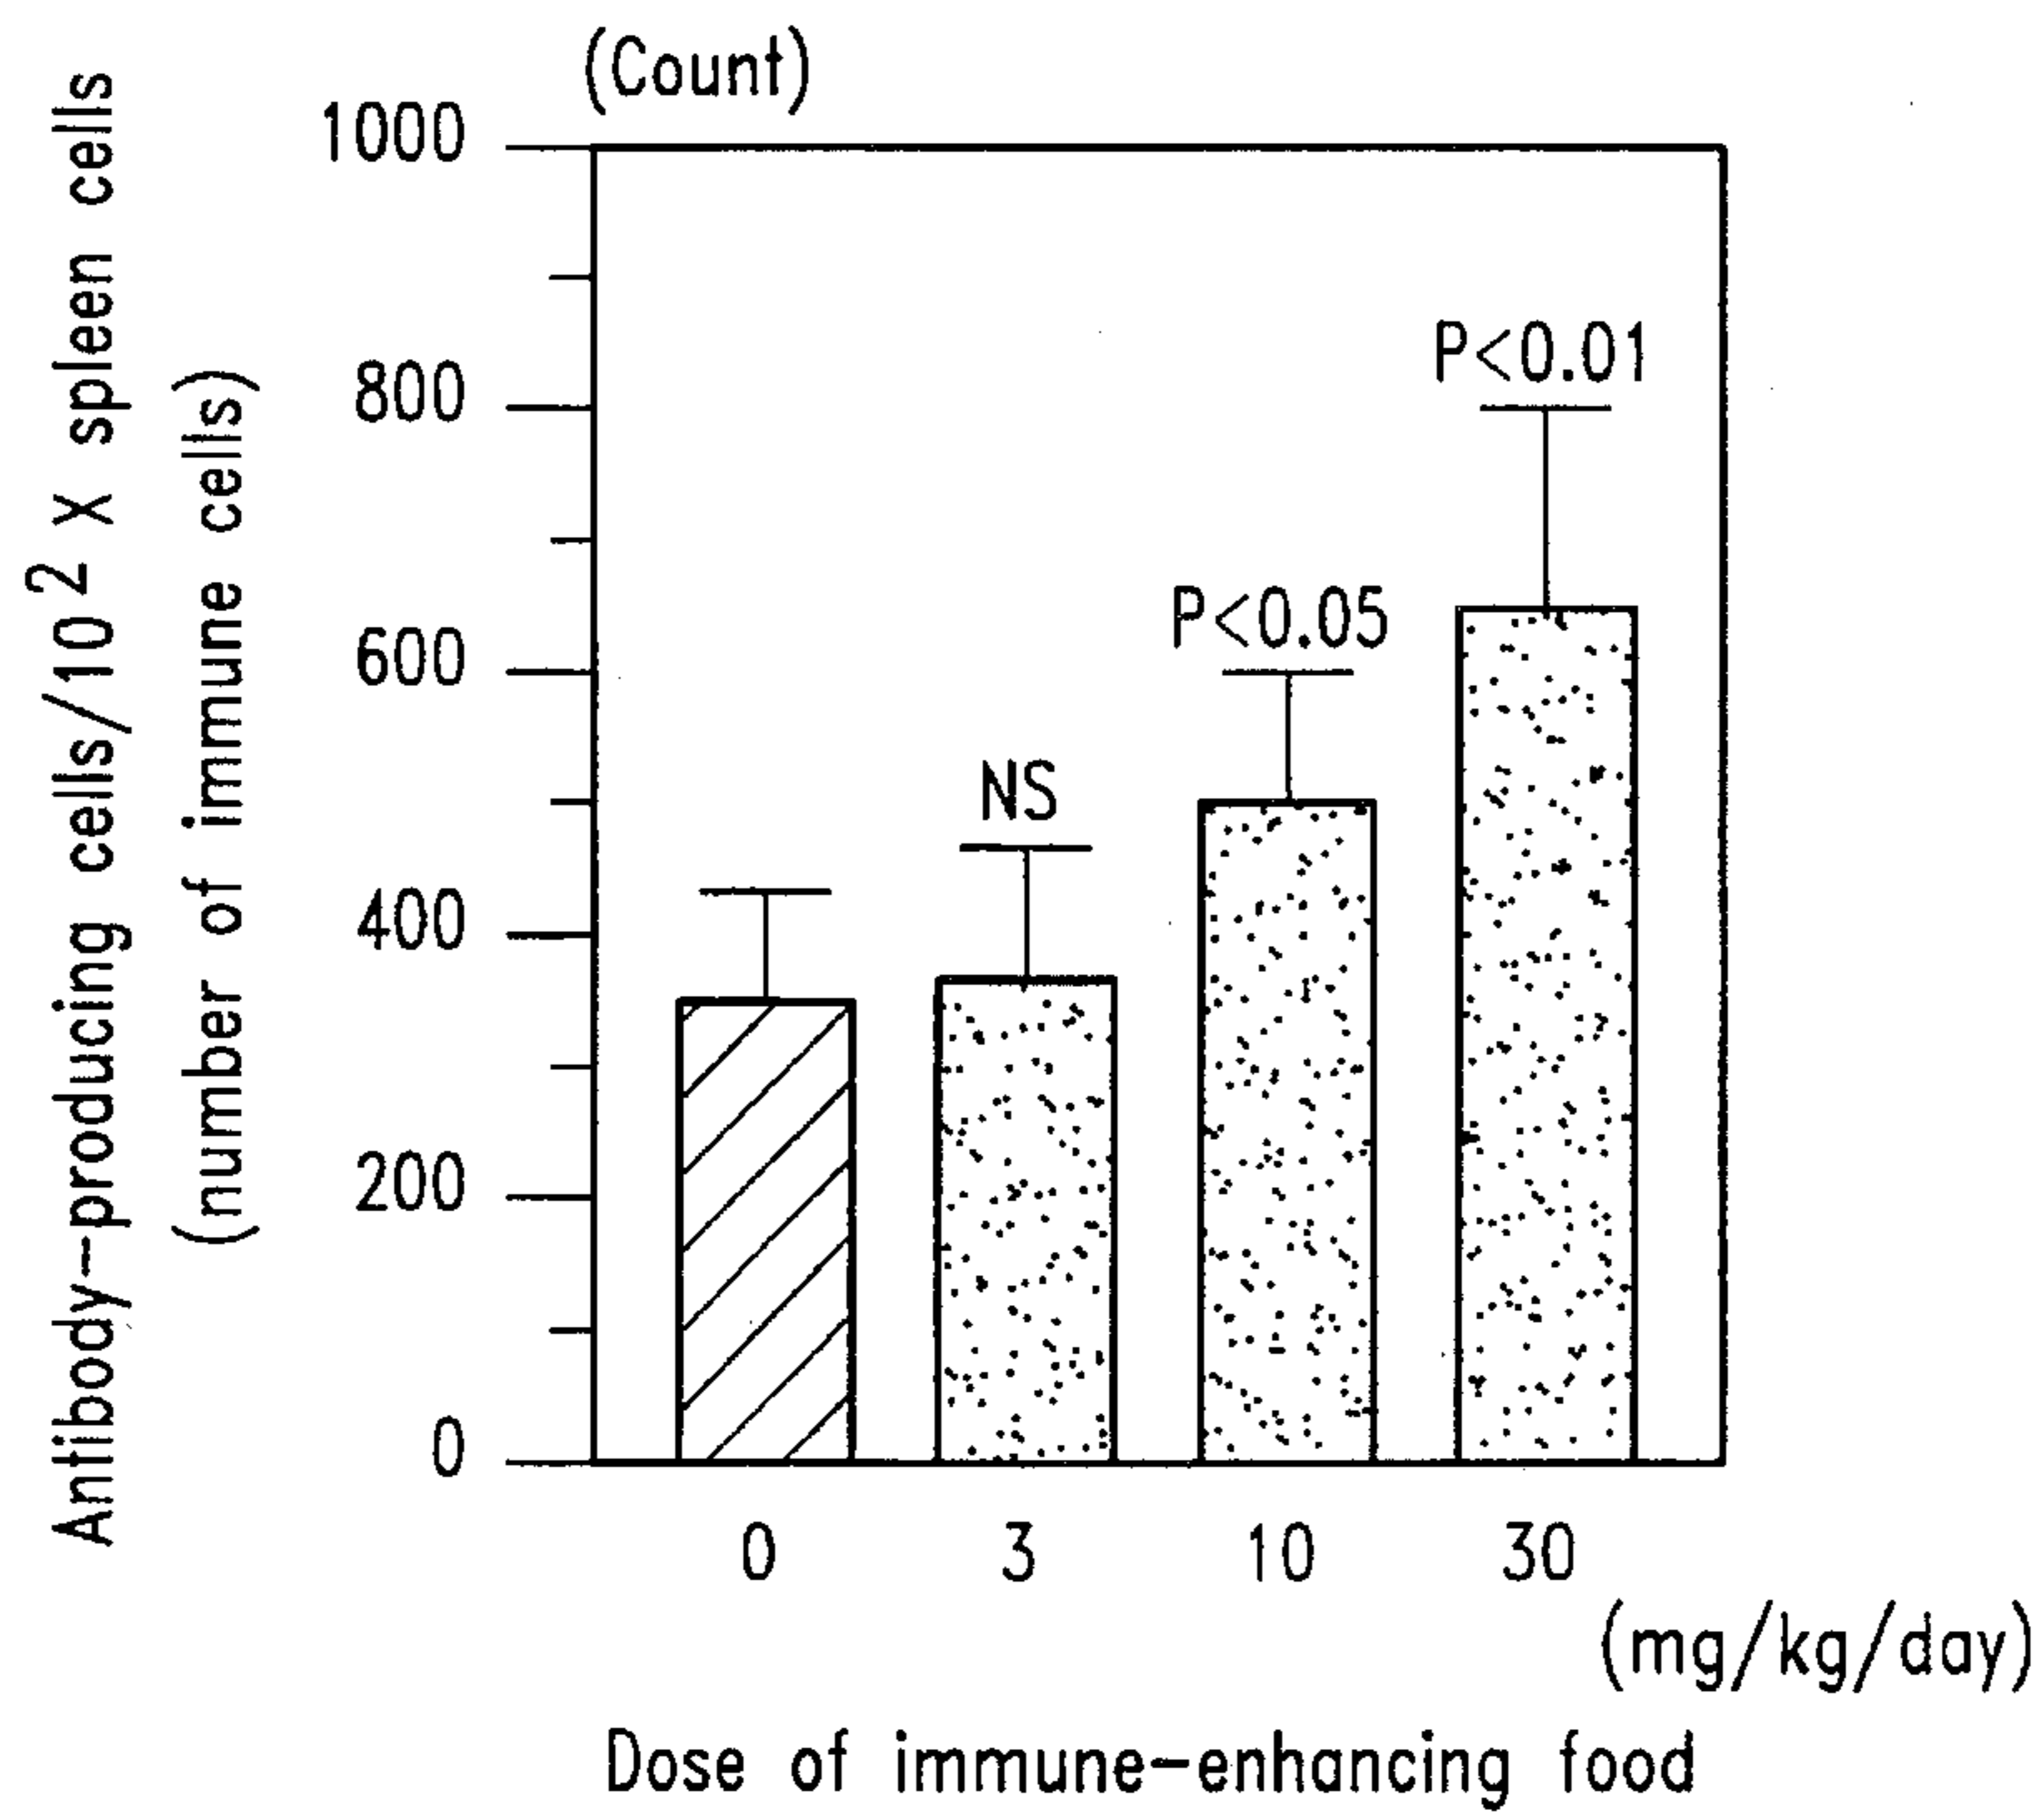 (Count)
Antibody-producing cells/10² X spleen cells
(number of immune cells)
1000
800
600
400
200
0
P<0.01
P<0.05
NS
0 3 10 30
(mg/kg/day)
Dose of immune-enhancing food